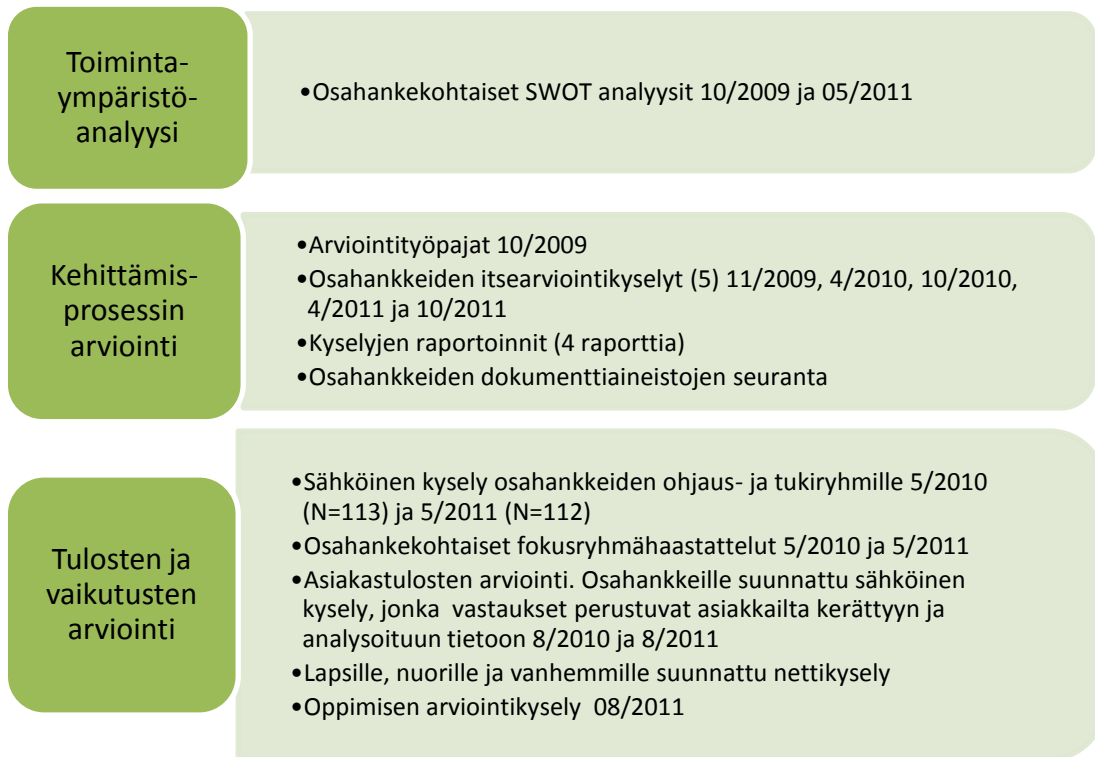 Toiminta-
ympäristö-
analyysi
•Osahankekohtaiset SWOT analyysit 10/2009 ja 05/2011
Kehittämis-
prosessin
arviointi
•Arviointityöpajat 10/2009
•Osahankkeiden itsearviointikyselyt (5) 11/2009, 4/2010, 10/2010,
4/2011 ja 10/2011
•Kyselyjen raportoinnit (4 raporttia)
•Osahankkeiden dokumenttiaineistojen seuranta
Tulosten ja
vaikutusten
arviointi
•Sähköinen kysely osahankkeiden ohjaus- ja tukiryhmille 5/2010
(N=113) ja 5/2011 (N=112)
•Osahankekohtaiset fokusryhmähaastattelut 5/2010 ja 5/2011
•Asiakastulosten arviointi. Osahankkeille suunnattu sähköinen
kysely, jonka vastaukset perustuvat asiakkailta kerättyyn ja
analysoituun tietoon 8/2010 ja 8/2011
•Lapsille, nuorille ja vanhemmille suunnattu nettikysely
•Oppimisen arviointikysely 08/2011